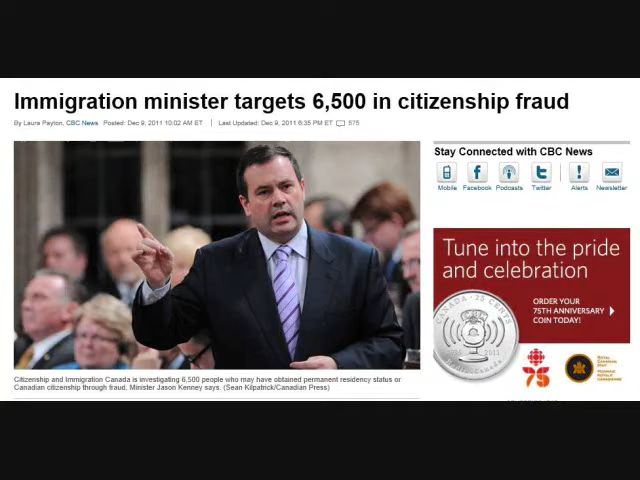 Immigration minister targets 6,500 in citizenship fraud
By Laura Payton, CBC News Posted: Dec 9, 2011 10:02 AM ET | Last Updated: Dec 9, 2011 6:35 PM ET 575
Stay Connected with CBC News
Mobile Facebook Podcasts Twitter Alerts Newsletter
Tune into the pride
and celebration
ORDER YOUR
75TH ANNIVERSARY
COIN TODAY!
CANADA · 25 CENTS
75
Citizenship and Immigration Canada is investigating 6,500 people who may have obtained permanent residency status or
Canadian citizenship through fraud, Minister Jason Kenney says. (Sean Kilpatrick/Canadian Press)